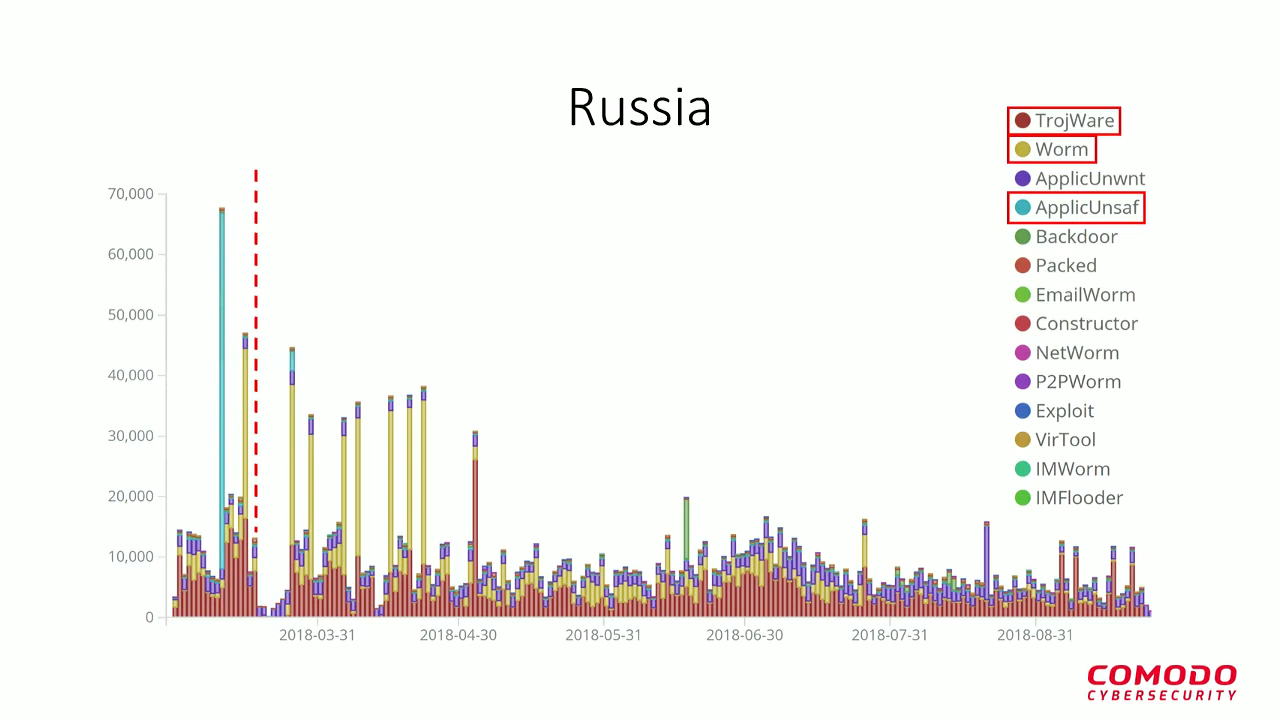 Russia
TrojWare
Worm
ApplicUnwnt
ApplicUnsaf
Backdoor
Packed
EmailWorm
Constructor
NetWorm
P2PWorm
Exploit
VirTool
IMWorm
IMFlooder
70,000
60,000
50,000
40,000
30,000
20,000
10,000
0
2018-03-31 2018-04-30 2018-05-31 2018-06-30 2018-07-31 2018-08-31
COMODO
CYBERSECURITY